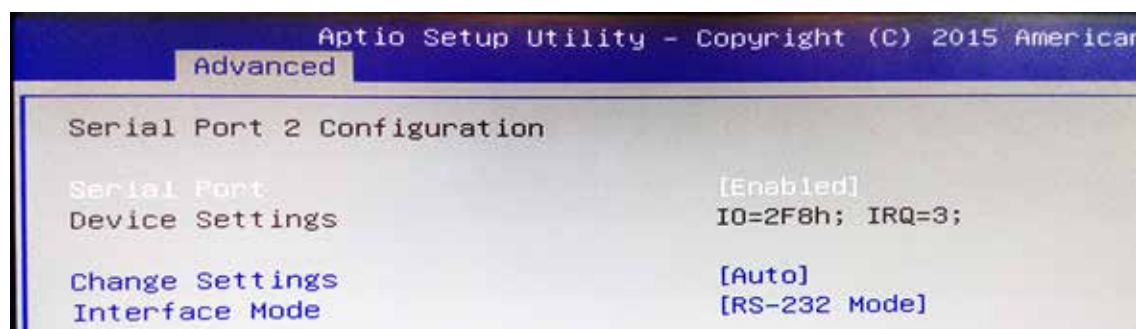 Aptio Setup Utility – Copyright (C) 2015 American
Advanced
Serial Port 2 Configuration
Serial Port [Enabled]
Device Settings IO=2F8h; IRQ=3;
Change Settings [Auto]
Interface Mode [RS-232 Mode]